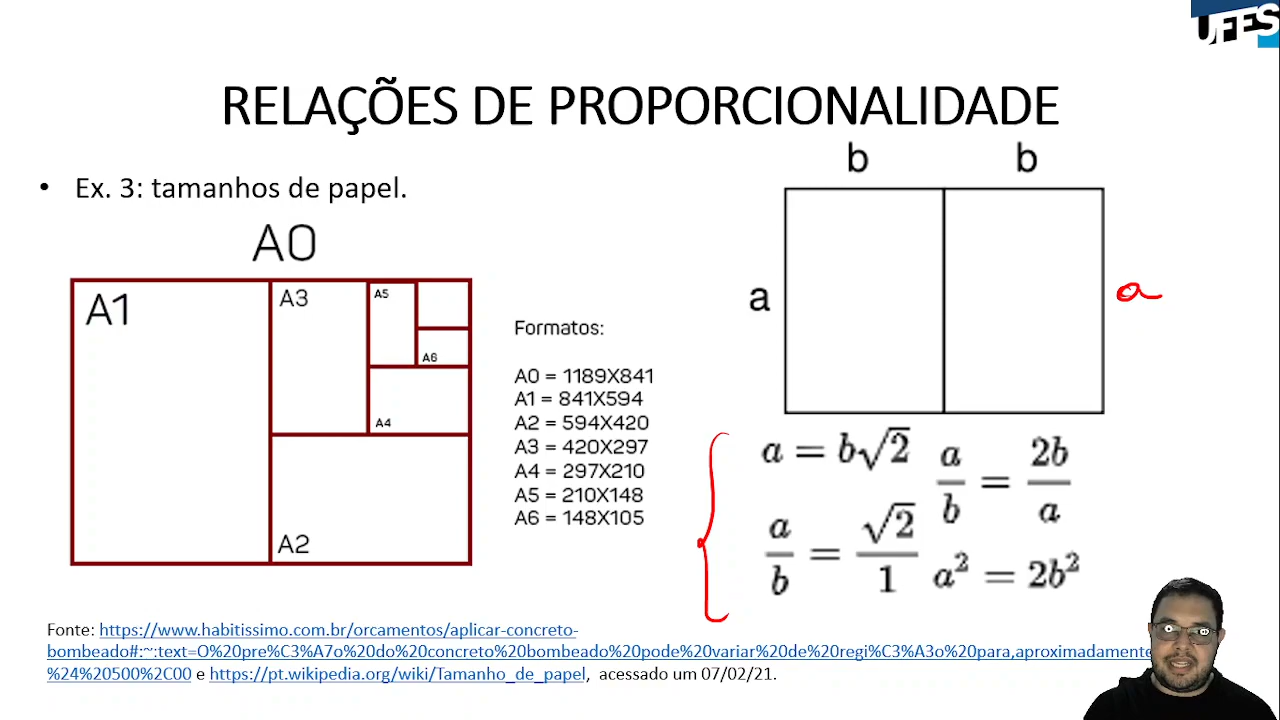 UFES
RELAÇÕES DE PROPORCIONALIDADE
• Ex. 3: tamanhos de papel.
A0
A1
A3
A5
A6
A4
A2
Formatos:
A0 = 1189X841
A1 = 841X594
A2 = 594X420
A3 = 420X297
A4 = 297X210
A5 = 210X148
A6 = 148X105
b b
a a
a = b√2
a/b = 2b/a
a/b = √2/1
a² = 2b²
Fonte: https://www.habitissimo.com.br/orcamentos/aplicar-concreto-
bombeado#:~:text=O%20pre%C3%A7o%20do%20concreto%20bombeado%20pode%20variar%20de%20regi%C3%A3o%20para,aproximadamente
%24%20500%2C00 e https://pt.wikipedia.org/wiki/Tamanho_de_papel, acessado um 07/02/21.